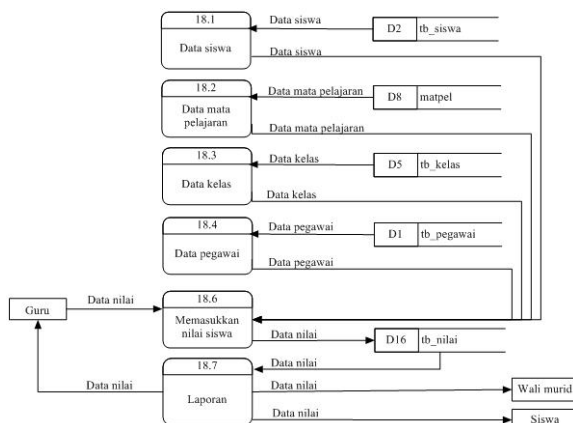 18.1
Data siswa
Data siswa
D2 tb_siswa
Data siswa
18.2
Data mata
pelajaran
Data mata pelajaran
D8 matpel
Data mata pelajaran
18.3
Data kelas
Data kelas
D5 tb_kelas
Data kelas
18.4
Data pegawai
Data pegawai
D1 tb_pegawai
Data pegawai
Guru
Data nilai
18.6
Memasukkan
nilai siswa
Data nilai
D16 tb_nilai
Data nilai
18.7
Laporan
Data nilai
Data nilai
Wali murid
Data nilai
Siswa